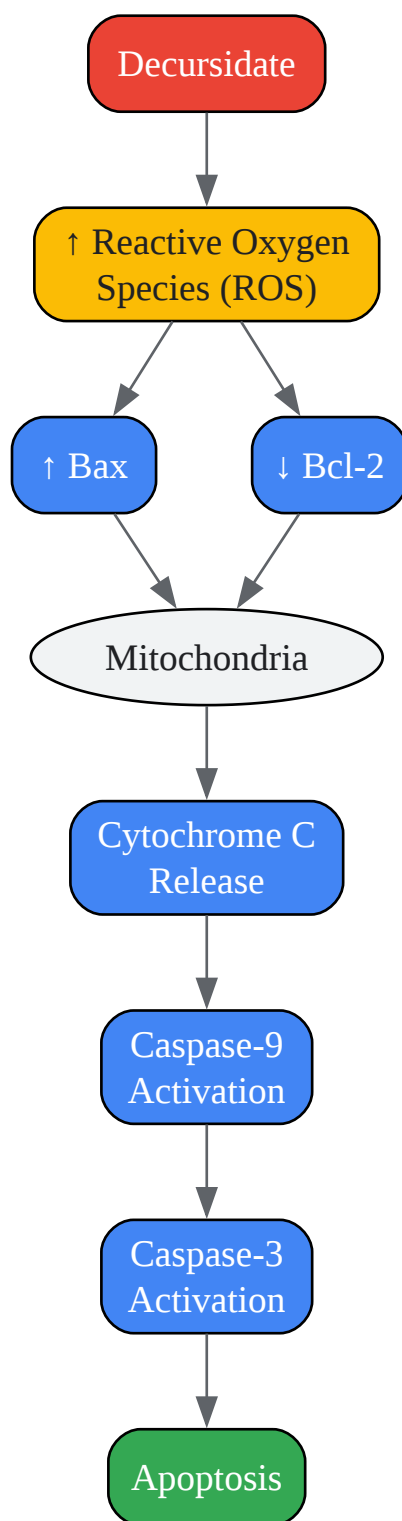 Decursidate
↑ Reactive Oxygen
Species (ROS)
↑ Bax
↓ Bcl-2
Mitochondria
Cytochrome C
Release
Caspase-9
Activation
Caspase-3
Activation
Apoptosis